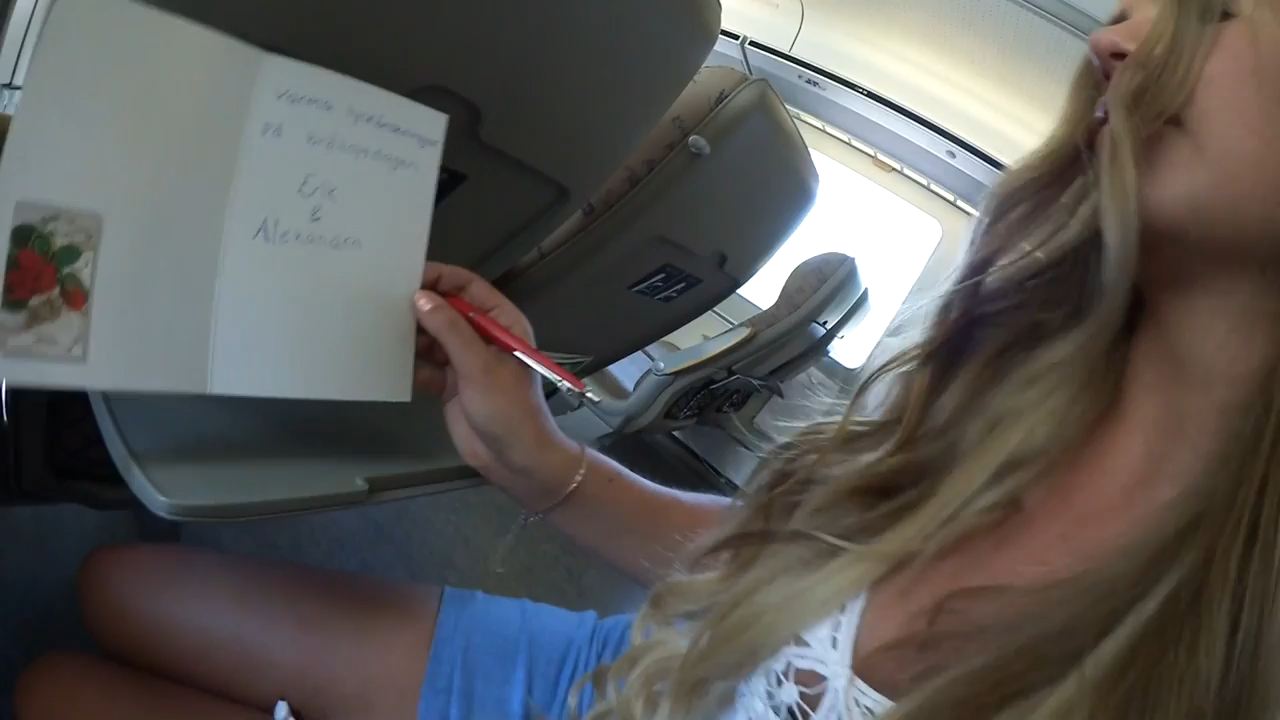 Varma lyckönskningar
på bröllopsdagen
Eric
&
Alexandra